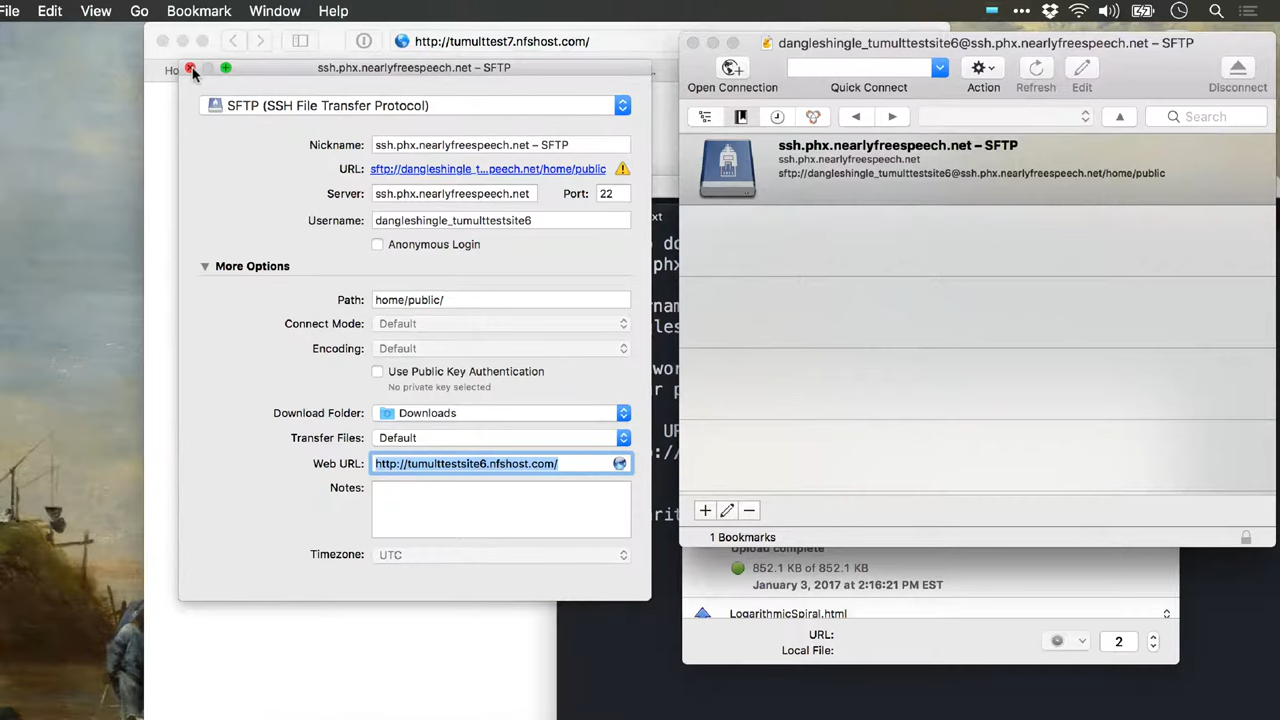 File Edit View Go Bookmark Window Help
http://tumulttest7.nfshost.com/
Ho
ssh.phx.nearlyfreespeech.net – SFTP
SFTP (SSH File Transfer Protocol)
Nickname: ssh.phx.nearlyfreespeech.net – SFTP
URL: sftp://dangleshingle_t...peech.net/home/public
Server: ssh.phx.nearlyfreespeech.net Port: 22
Username: dangleshingle_tumulttestsite6
Anonymous Login
More Options
Path: home/public/
Connect Mode: Default
Encoding: Default
Use Public Key Authentication
No private key selected
Download Folder: Downloads
Transfer Files: Default
Web URL: http://tumulttestsite6.nfshost.com/
Notes:
Timezone: UTC
dangleshingle_tumulttestsite6@ssh.phx.nearlyfreespeech.net – SFTP
Open Connection Quick Connect Action Refresh Edit Disconnect
Search
ssh.phx.nearlyfreespeech.net – SFTP
ssh.phx.nearlyfreespeech.net
sftp://dangleshingle_tumulttestsite6@ssh.phx.nearlyfreespeech.net/home/public
1 Bookmarks
Upload complete
852.1 KB of 852.1 KB
January 3, 2017 at 2:16:21 PM EST
LogarithmicSpiral.html
URL:
Local File:
2